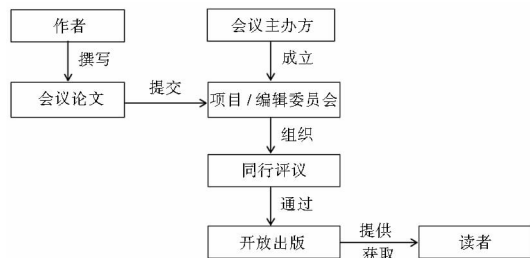 作者
会议主办方
撰写
成立
会议论文
提交
项目/编辑委员会
组织
同行评议
通过
开放出版
提供
获取
读者